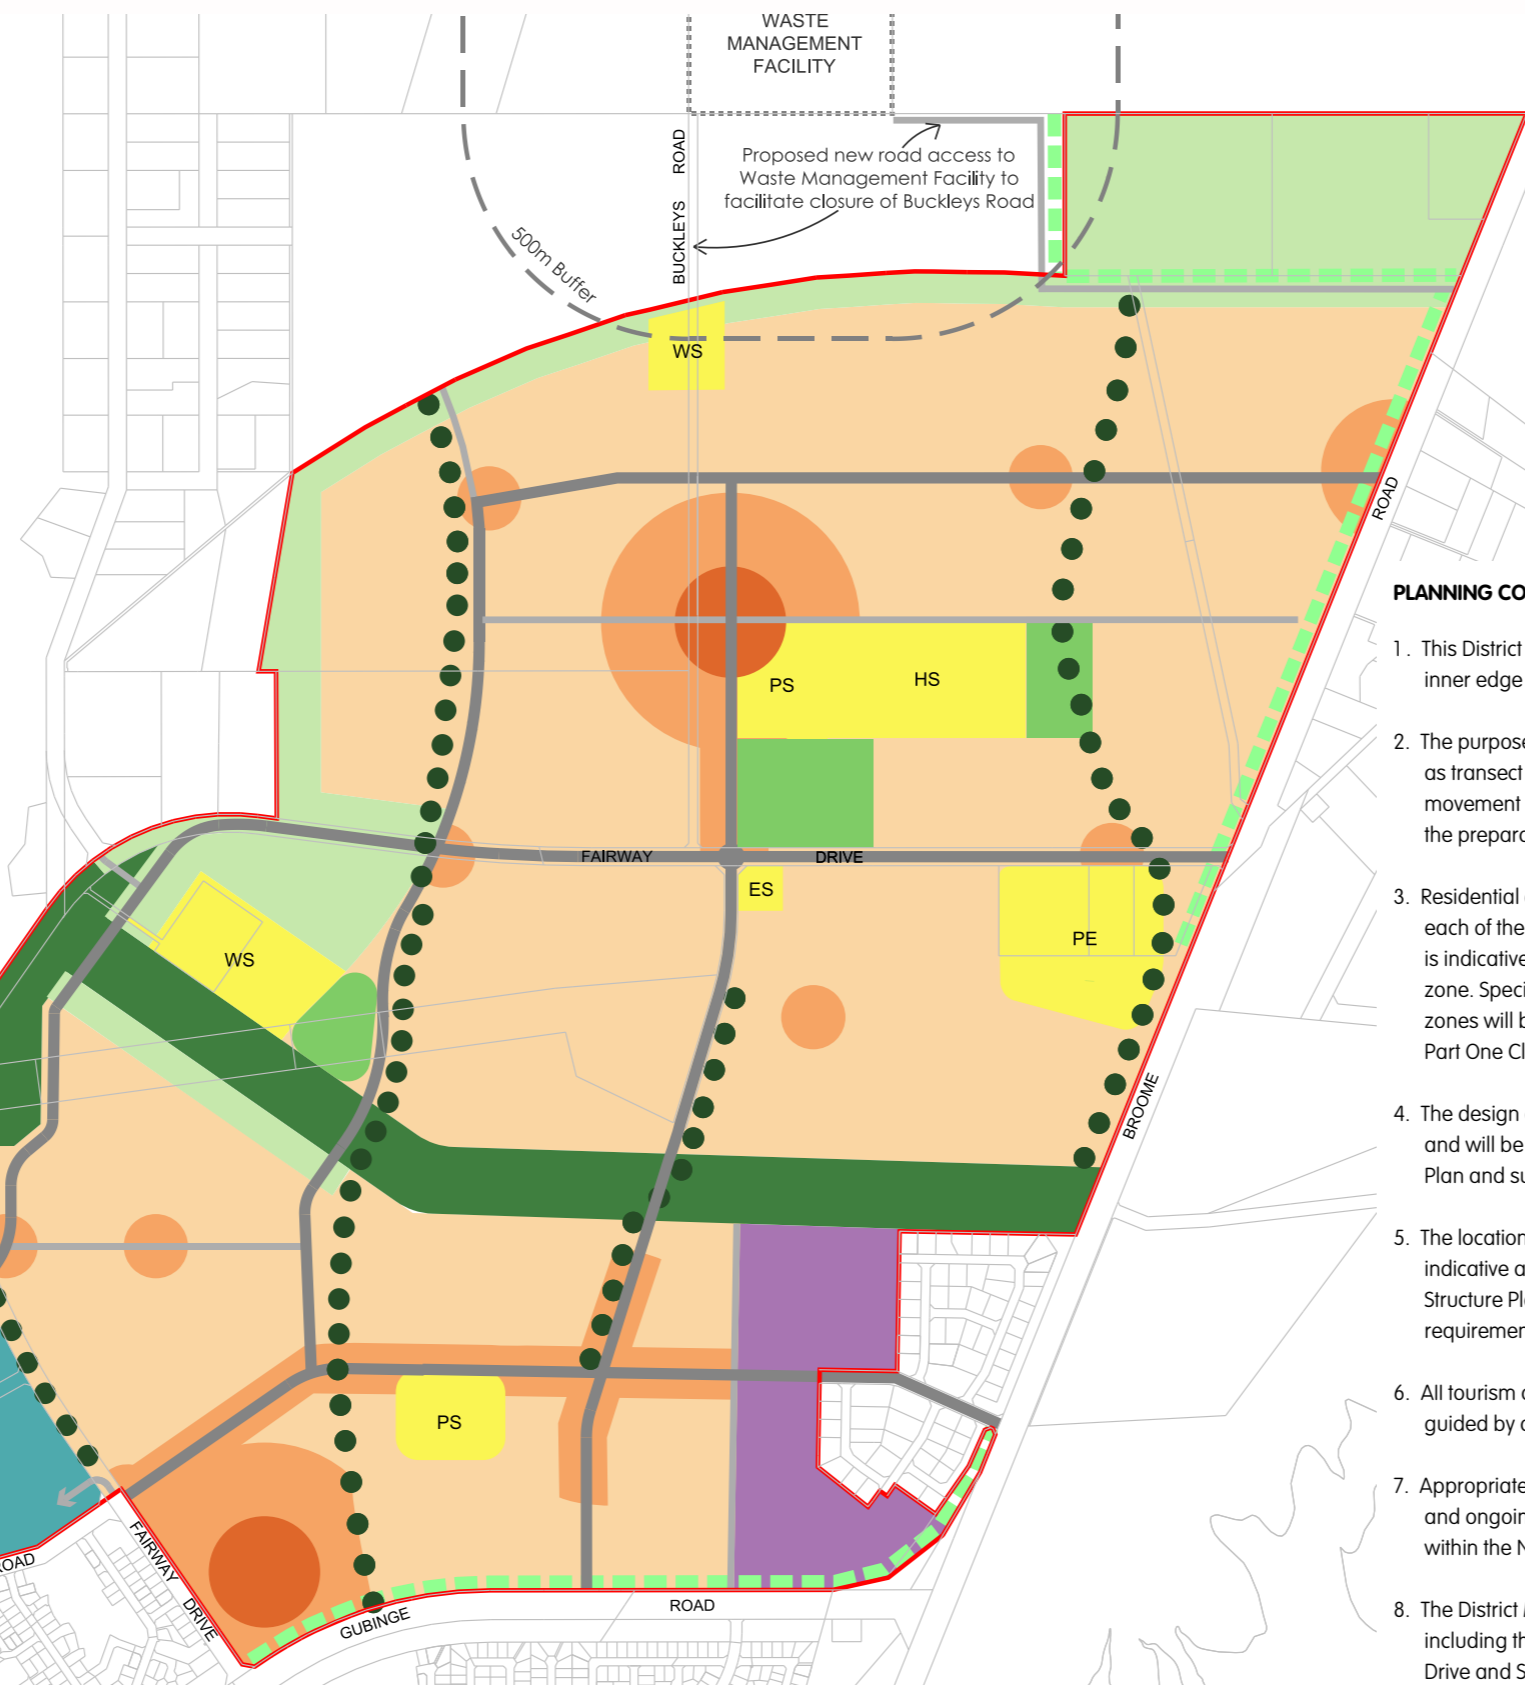 WASTE
MANAGEMENT
FACILITY
BUCKLEYS ROAD
Proposed new road access to
Waste Management Facility to
facilitate closure of Buckleys Road
500m Buffer
WS
ROAD
PS
HS
FAIRWAY DRIVE
ES
PE
WS
BROOME
PS
FAIRWAY
DRIVE
ROAD
GUBINGE
ROAD
PLANNING CO
1. This District
inner edge
2. The purpose
as transect
movement
the prepara
3. Residential
each of the
is indicative
zone. Speci
zones will b
Part One Cl
4. The design
and will be
Plan and su
5. The location
indicative a
Structure Pl
requiremen
6. All tourism
guided by
7. Appropriate
and ongoin
within the N
8. The District
including th
Drive and S